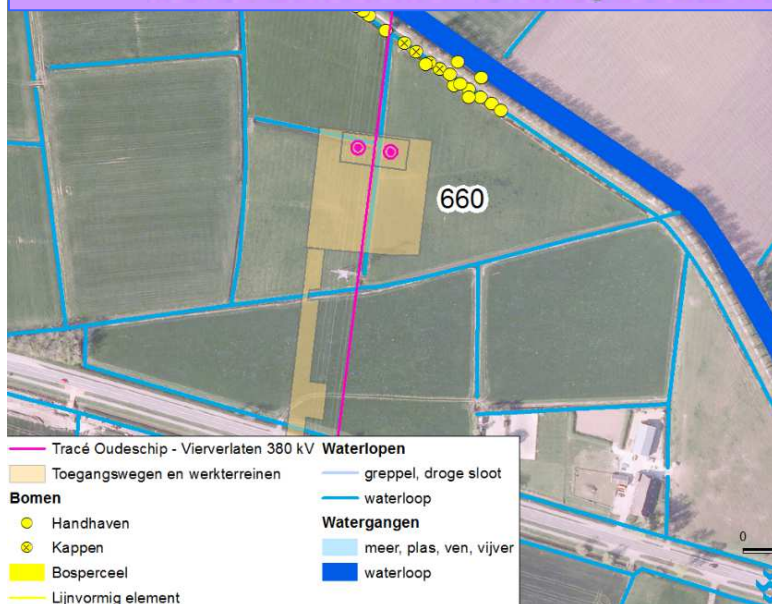 660
Tracé Oudeschip - Vierverlaten 380 kV
Toegangswegen en werkterreinen
Bomen
Handhaven
Kappen
Bosperceel
Lijnvormig element
Waterlopen
greppel, droge sloot
waterloop
Watergangen
meer, plas, ven, vijver
waterloop
0